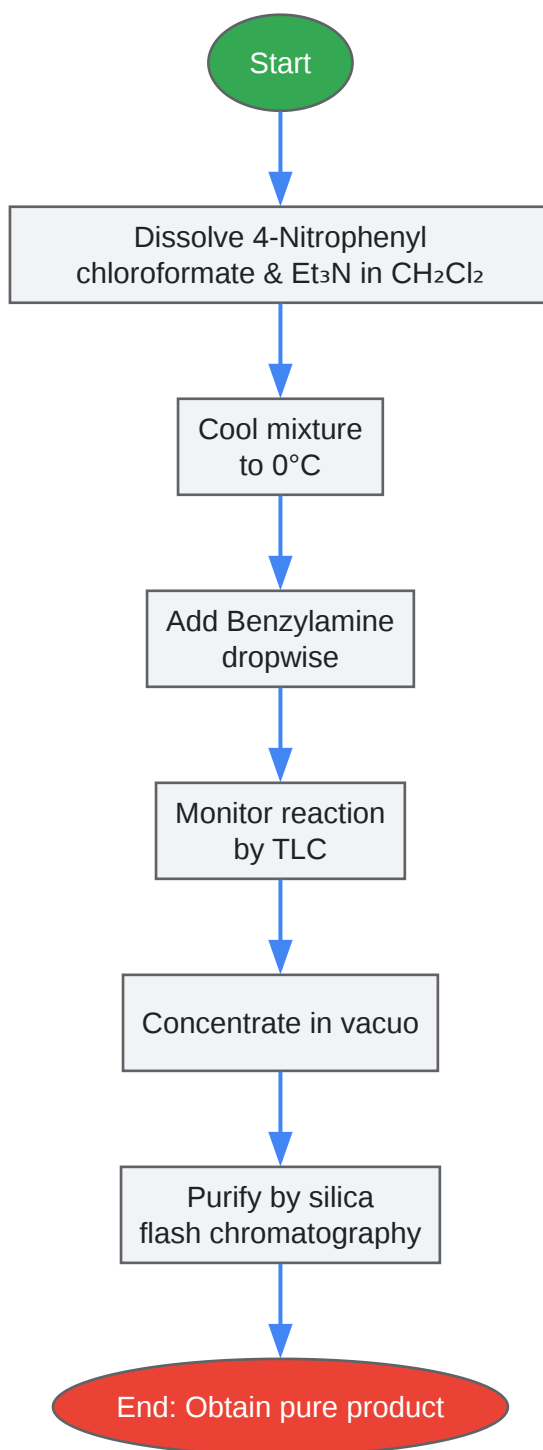 Start
Dissolve 4-Nitrophenyl
chloroformate & Et₃N in CH₂Cl₂
Cool mixture
to 0°C
Add Benzylamine
dropwise
Monitor reaction
by TLC
Concentrate in vacuo
Purify by silica
flash chromatography
End: Obtain pure product